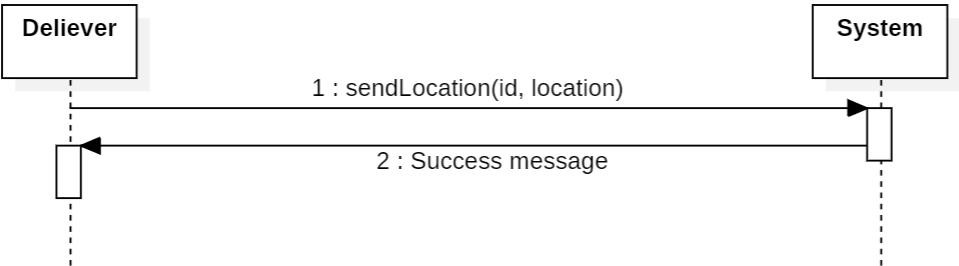 Deliever
System
1 : sendLocation(id, location)
2 : Success message